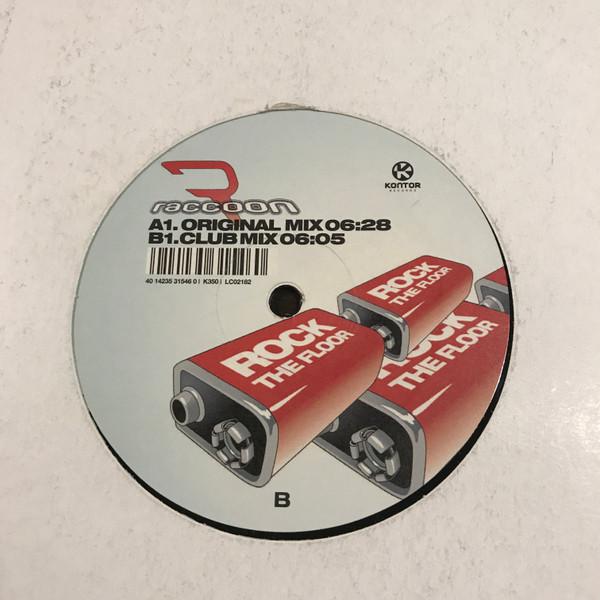 raccoon
KONTOR
RECORDS
A1. ORIGINAL MIX 06:28
B1. CLUB MIX 06:05
40 14235 31546 0 | K350 | LC02182
ROCK
THE FLOOR
ROCK
THE FLOOR
ROCK
THE FLOOR
B